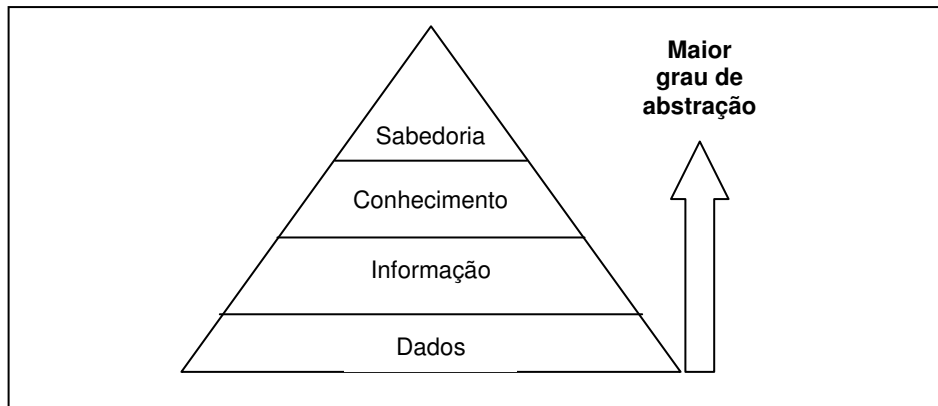 Maior
grau de
abstração
Sabedoria
Conhecimento
Informação
Dados